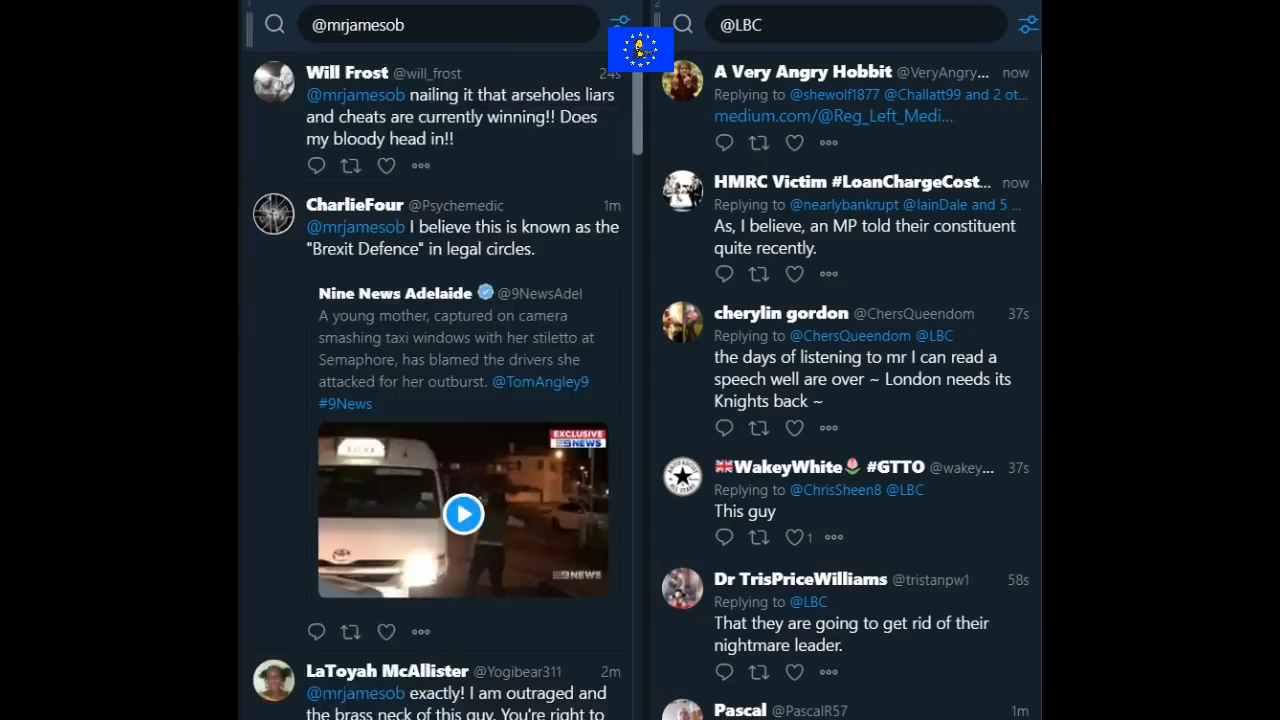 @mrjamesob
Will Frost @will_frost 24s
@mrjamesob nailing it that arseholes liars
and cheats are currently winning!! Does
my bloody head in!!
CharlieFour @Psychemedic 1m
@mrjamesob I believe this is known as the
"Brexit Defence" in legal circles.
Nine News Adelaide @9NewsAdel
A young mother, captured on camera
smashing taxi windows with her stiletto at
Semaphore, has blamed the drivers she
attacked for her outburst. @TomAngley9
#9News
EXCLUSIVE
9NEWS
TAXI
9NEWS
LaToyah McAllister @Yogibear311 2m
@mrjamesob exactly! I am outraged and
the brass neck of this guy. You're right to
2
@LBC
A Very Angry Hobbit @VeryAngry... now
Replying to @shewolf1877 @Challatt99 and 2 ot...
medium.com/@Reg_Left_Medi...
HMRC Victim #LoanChargeCost... now
Replying to @nearlybankrupt @IainDale and 5 ...
As, I believe, an MP told their constituent
quite recently.
cherylin gordon @ChersQueendom 37s
Replying to @ChersQueendom @LBC
the days of listening to mr I can read a
speech well are over ~ London needs its
Knights back ~
🇬🇧WakeyWhite🌷 #GTTO @wakey... 37s
Replying to @ChrisSheen8 @LBC
This guy
1
Dr TrisPriceWilliams @tristanpw1 58s
Replying to @LBC
That they are going to get rid of their
nightmare leader.
Pascal @PascalR57 1m